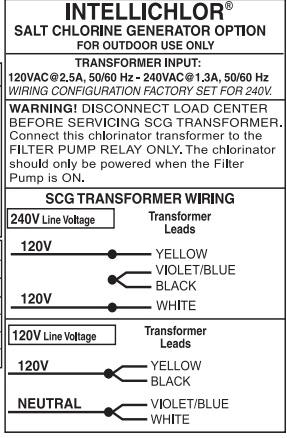 INTELLICHLOR®
SALT CHLORINE GENERATOR OPTION
FOR OUTDOOR USE ONLY
TRANSFORMER INPUT:
120VAC@2.5A, 50/60 Hz - 240VAC@1.3A, 50/60 Hz
WIRING CONFIGURATION FACTORY SET FOR 240V.
WARNING! DISCONNECT LOAD CENTER
BEFORE SERVICING SCG TRANSFORMER.
Connect this chlorinator transformer to the
FILTER PUMP RELAY ONLY. The chlorinator
should only be powered when the Filter
Pump is ON.
SCG TRANSFORMER WIRING
240V Line Voltage
Transformer
Leads
120V
YELLOW
VIOLET/BLUE
BLACK
120V
WHITE
120V Line Voltage
Transformer
Leads
120V
YELLOW
BLACK
NEUTRAL
VIOLET/BLUE
WHITE